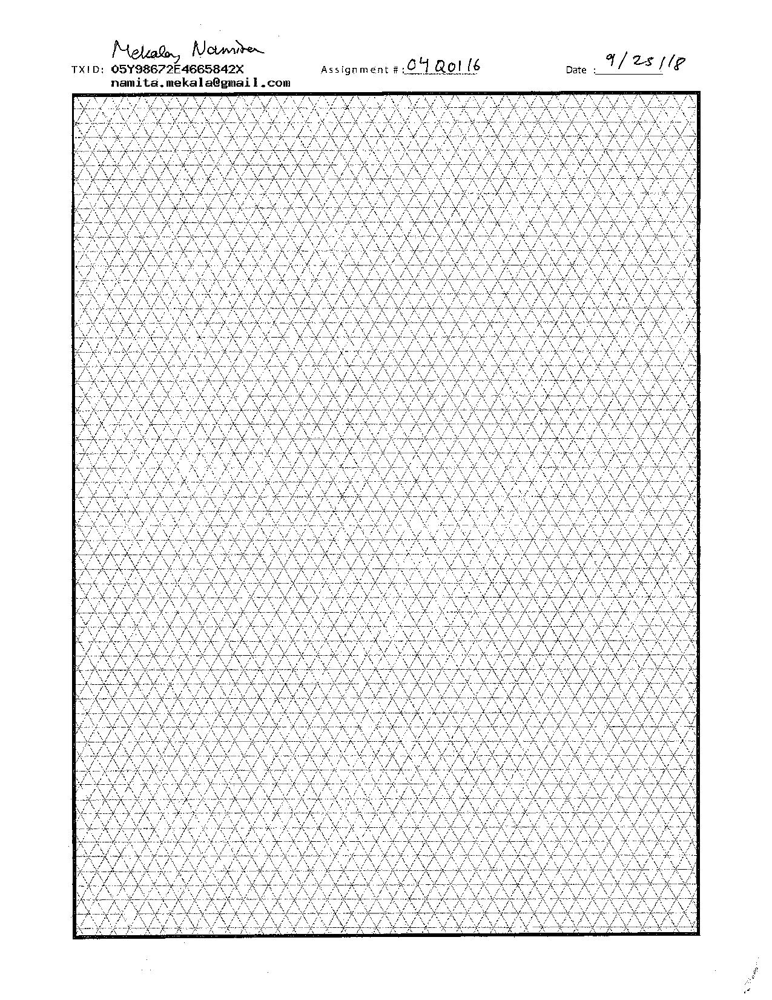 Mekala, Namita
TXID: 05Y98672E4665842X Assignment #: 04Q0116 Date : 9/25/18
namita.mekala@gmail.com